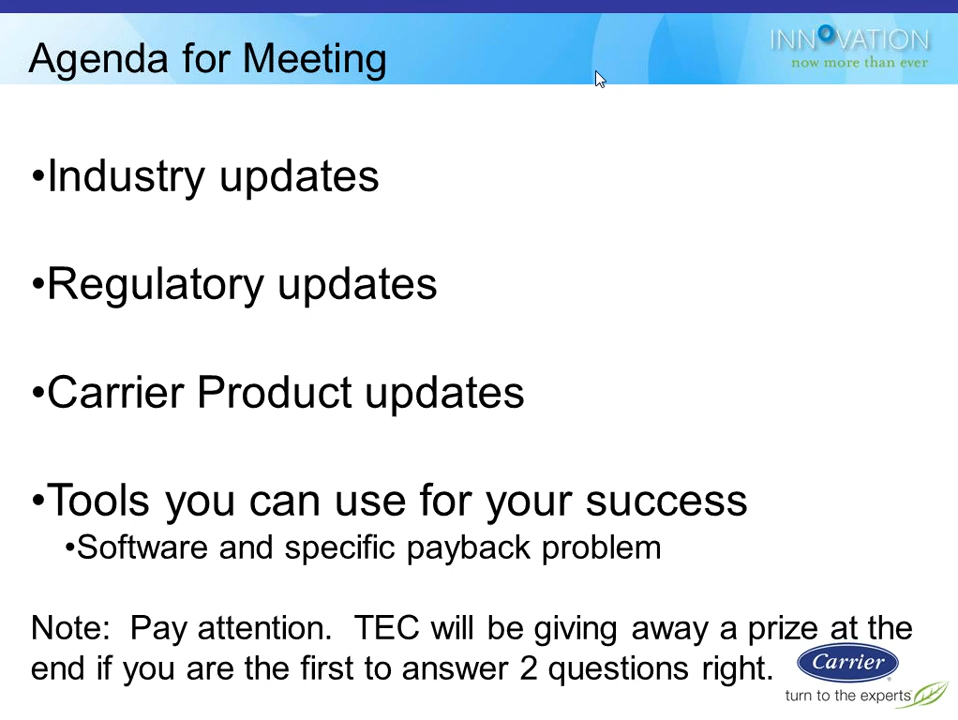 Agenda for Meeting
INNOVATION
now more than ever
•Industry updates
•Regulatory updates
•Carrier Product updates
•Tools you can use for your success
•Software and specific payback problem
Note:  Pay attention.  TEC will be giving away a prize at the
end if you are the first to answer 2 questions right.
Carrier
turn to the experts